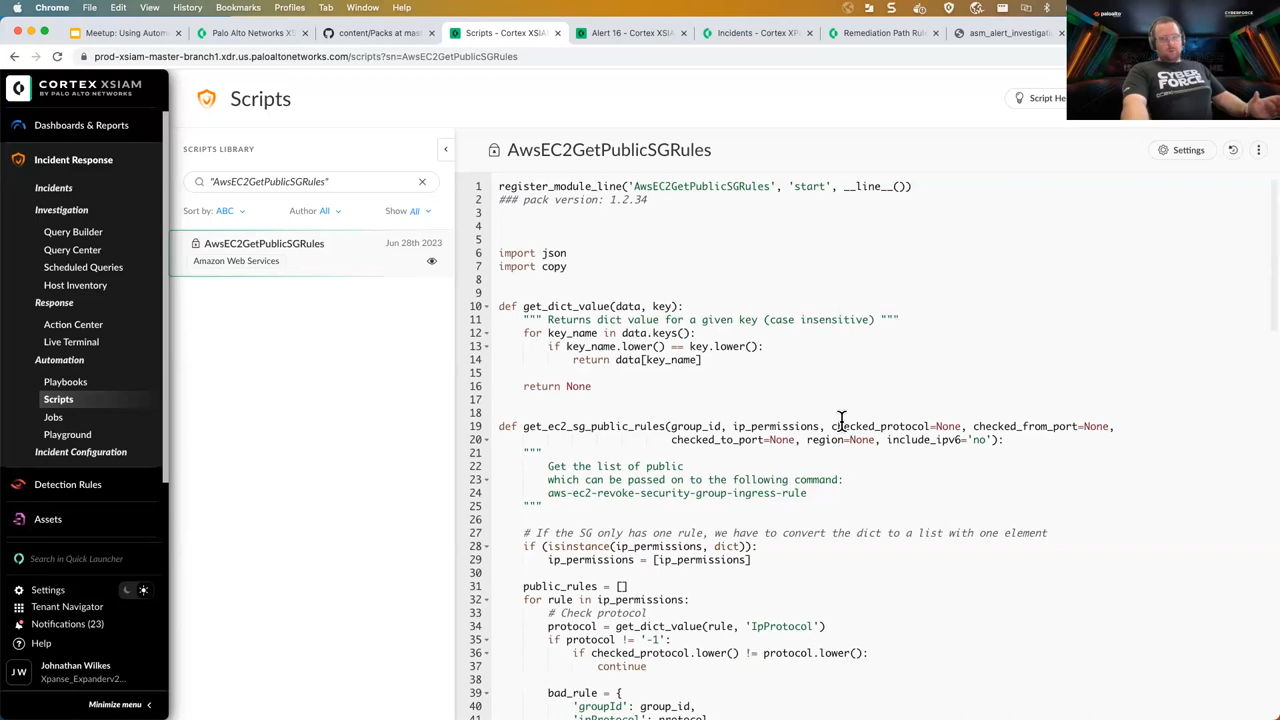 Chrome File Edit View History Bookmarks Profiles Tab Window Help
Meetup: Using Autom
Palo Alto Networks XS
content/Packs at mas
Scripts - Cortex XSIAM
Alert 16 - Cortex XSIA
Incidents - Cortex XP
Remediation Path Rul
asm_alert_investiga
prod-xsiam-master-branch1.xdr.us.paloaltonetworks.com/scripts?sn=AwsEC2GetPublicSGRules
paloalto
CYBERFORCE
CYBER
FORCE
CORTEX XSIAM
BY PALO ALTO NETWORKS
Dashboards & Reports
Incident Response
Incidents
Investigation
Query Builder
Query Center
Scheduled Queries
Host Inventory
Response
Action Center
Live Terminal
Automation
Playbooks
Scripts
Jobs
Playground
Incident Configuration
Detection Rules
Assets
Search in Quick Launcher
Settings
Tenant Navigator
Notifications (23)
Help
JW
Johnathan Wilkes
Xpanse_Expanderv2...
Minimize menu
Scripts
Script He
SCRIPTS LIBRARY
"AwsEC2GetPublicSGRules"
Sort by: ABC Author All Show All
AwsEC2GetPublicSGRules Jun 28th 2023
Amazon Web Services
AwsEC2GetPublicSGRules
Settings
1 register_module_line('AwsEC2GetPublicSGRules', 'start', __line__())
2 ### pack version: 1.2.34
3
4
5
6 import json
7 import copy
8
9
10 def get_dict_value(data, key):
11 """ Returns dict value for a given key (case insensitive) """
12 for key_name in data.keys():
13 if key_name.lower() == key.lower():
14 return data[key_name]
15
16 return None
17
18
19 def get_ec2_sg_public_rules(group_id, ip_permissions, checked_protocol=None, checked_from_port=None,
20 checked_to_port=None, region=None, include_ipv6='no'):
21 """
22 Get the list of public
23 which can be passed on to the following command:
24 aws-ec2-revoke-security-group-ingress-rule
25 """
26
27 # If the SG only has one rule, we have to convert the dict to a list with one element
28 if (isinstance(ip_permissions, dict)):
29 ip_permissions = [ip_permissions]
30
31 public_rules = []
32 for rule in ip_permissions:
33 # Check protocol
34 protocol = get_dict_value(rule, 'IpProtocol')
35 if protocol != '-1':
36 if checked_protocol.lower() != protocol.lower():
37 continue
38
39 bad_rule = {
40 'groupId': group_id,
41 'ipProtocol': protocol,